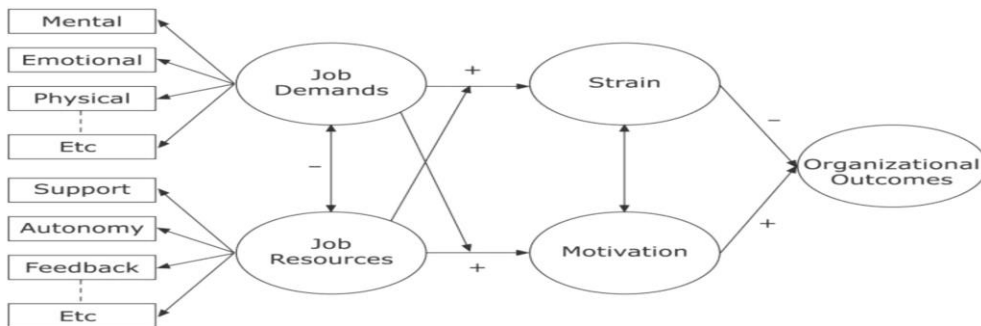 Mental
Emotional
Physical
Etc
Support
Autonomy
Feedback
Etc
Job
Demands
−
Job
Resources
+
+
Strain
Motivation
−
+
Organizational
Outcomes